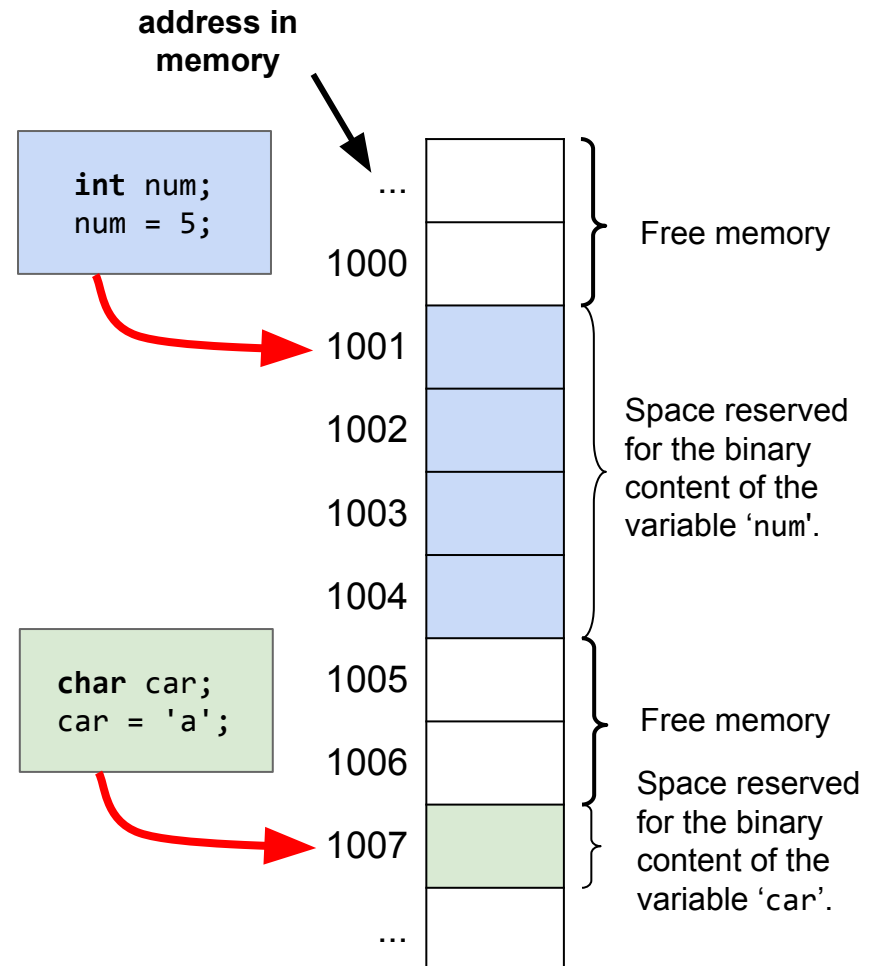 address in
memory
int num;
num = 5;
...
1000
Free memory
1001
1002
1003
1004
Space reserved
for the binary
content of the
variable ‘num'.
char car;
car = 'a';
1005
1006
Free memory
1007
Space reserved
for the binary
content of the
variable ‘car’.
...